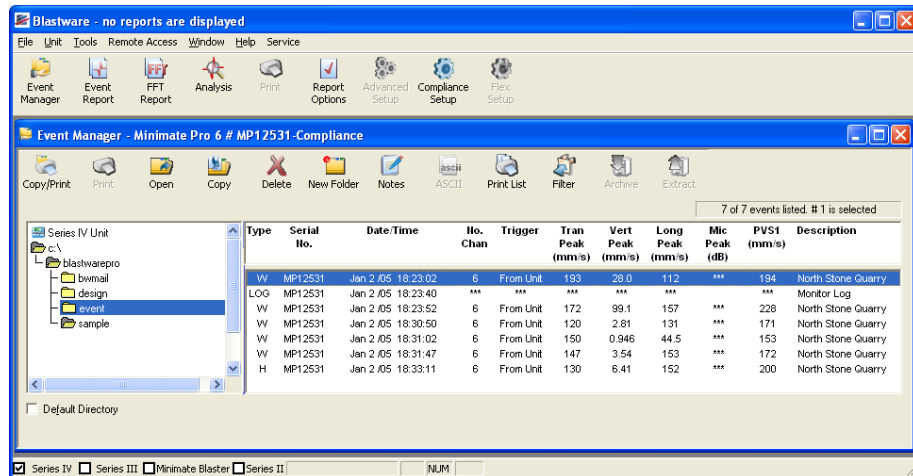 Blastware - no reports are displayed
File Unit Tools Remote Access Window Help Service
Event Manager Event Report FFT Report Analysis Print Report Options Advanced Setup Compliance Setup Flex Setup
Event Manager - Minimate Pro 6 # MP12531-Compliance
Copy/Print Print Open Copy Delete New Folder Notes ASCII Print List Filter Archive Extract
7 of 7 events listed. # 1 is selected
Series IV Unit
c:\
blastwarepro
bwmail
design
event
sample
Type Serial No. Date/Time No. Chan Trigger Tran Peak (mm/s) Vert Peak (mm/s) Long Peak (mm/s) Mic Peak (dB) PVS1 (mm/s) Description
W MP12531 Jan 2 /05 18:23:02 6 From Unit 193 28.0 112 *** 194 North Stone Quarry
LOG MP12531 Jan 2 /05 18:23:40 *** *** *** *** *** *** Monitor Log
W MP12531 Jan 2 /05 18:23:52 6 From Unit 172 99.1 157 *** 228 North Stone Quarry
W MP12531 Jan 2 /05 18:30:50 6 From Unit 120 2.81 131 *** 171 North Stone Quarry
W MP12531 Jan 2 /05 18:31:02 6 From Unit 150 0.946 44.5 *** 153 North Stone Quarry
W MP12531 Jan 2 /05 18:31:47 6 From Unit 147 3.54 153 *** 172 North Stone Quarry
H MP12531 Jan 2 /05 18:33:11 6 From Unit 130 6.41 152 *** 200 North Stone Quarry
Default Directory
Series IV Series III Minimate Blaster Series II NUM